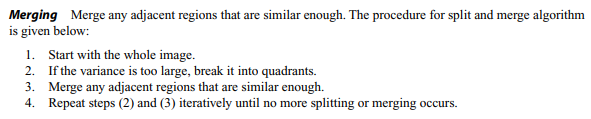 Merging Merge any adjacent regions that are similar enough. The procedure for split and merge algorithm
is given below:
1. Start with the whole image.
2. If the variance is too large, break it into quadrants.
3. Merge any adjacent regions that are similar enough.
4. Repeat steps (2) and (3) iteratively until no more splitting or merging occurs.